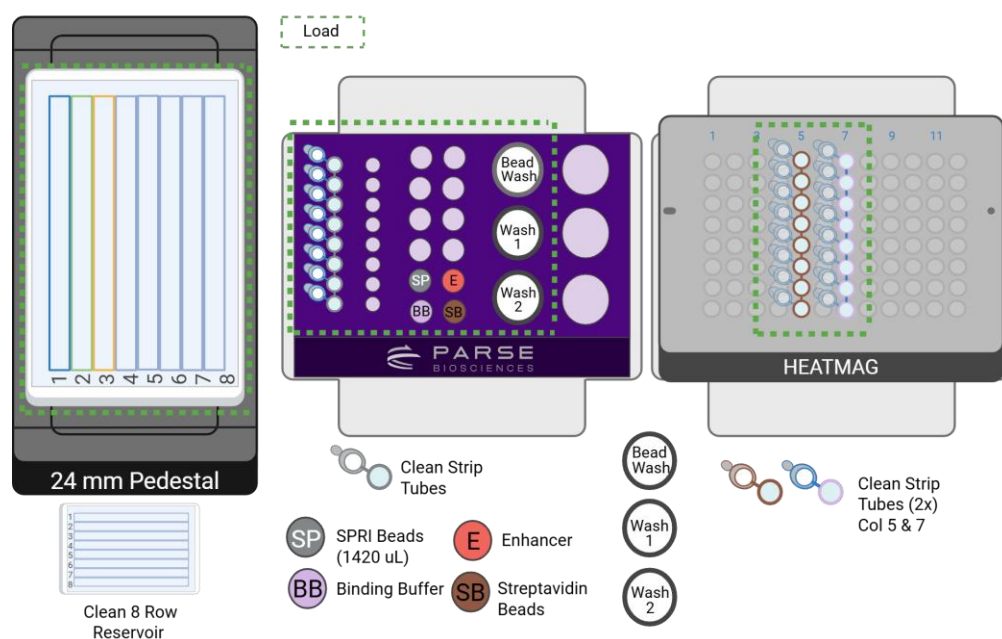 Load
1
2
3
4
5
6
7
8
24 mm Pedestal
1
2
3
4
5
6
7
8
Clean 8 Row
Reservoir
Bead
Wash
Wash
1
Wash
2
SP
E
BB
SB
PARSE
BIOSCIENCES
Clean Strip
Tubes
SP
SPRI Beads
(1420 uL)
E
Enhancer
BB
Binding Buffer
SB
Streptavidin
Beads
Bead
Wash
Wash
1
Wash
2
1 3 5 7 9 11
HEATMAG
Clean Strip
Tubes (2x)
Col 5 & 7